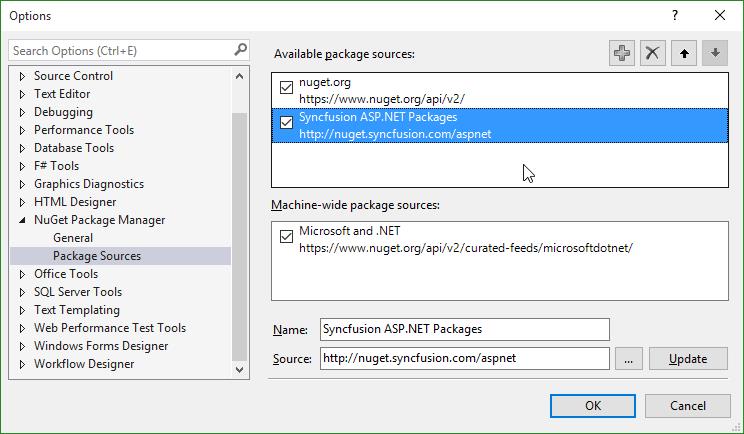 Options
Search Options (Ctrl+E)
Source Control
Text Editor
Debugging
Performance Tools
Database Tools
F# Tools
Graphics Diagnostics
HTML Designer
NuGet Package Manager
General
Package Sources
Office Tools
SQL Server Tools
Text Templating
Web Performance Test Tools
Windows Forms Designer
Workflow Designer
Available package sources:
nuget.org
https://www.nuget.org/api/v2/
Syncfusion ASP.NET Packages
http://nuget.syncfusion.com/aspnet
Machine-wide package sources:
Microsoft and .NET
https://www.nuget.org/api/v2/curated-feeds/microsoftdotnet/
Name: Syncfusion ASP.NET Packages
Source: http://nuget.syncfusion.com/aspnet ... Update
OK Cancel